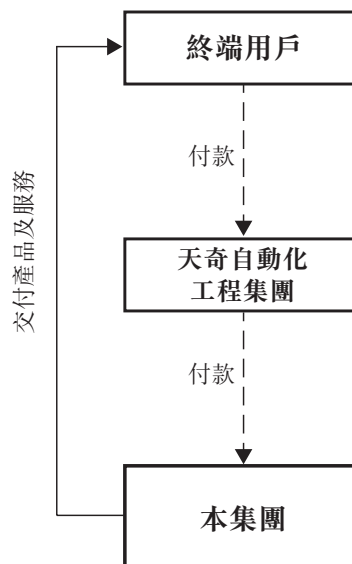 終端用戶
付款
交付產品及服務
天奇自動化
工程集團
付款
本集團